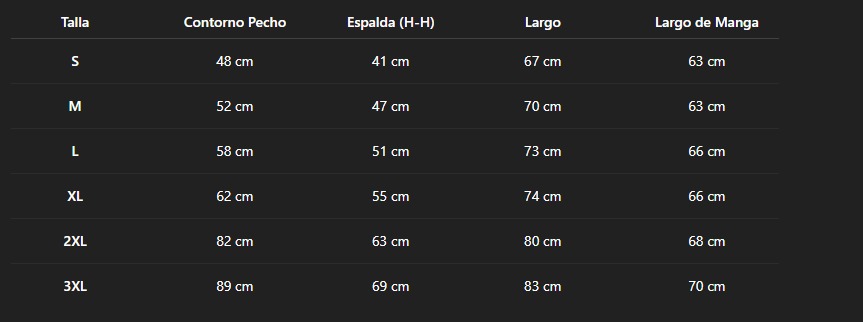 Talla Contorno Pecho Espalda (H-H) Largo Largo de Manga
S 48 cm 41 cm 67 cm 63 cm
M 52 cm 47 cm 70 cm 63 cm
L 58 cm 51 cm 73 cm 66 cm
XL 62 cm 55 cm 74 cm 66 cm
2XL 82 cm 63 cm 80 cm 68 cm
3XL 89 cm 69 cm 83 cm 70 cm